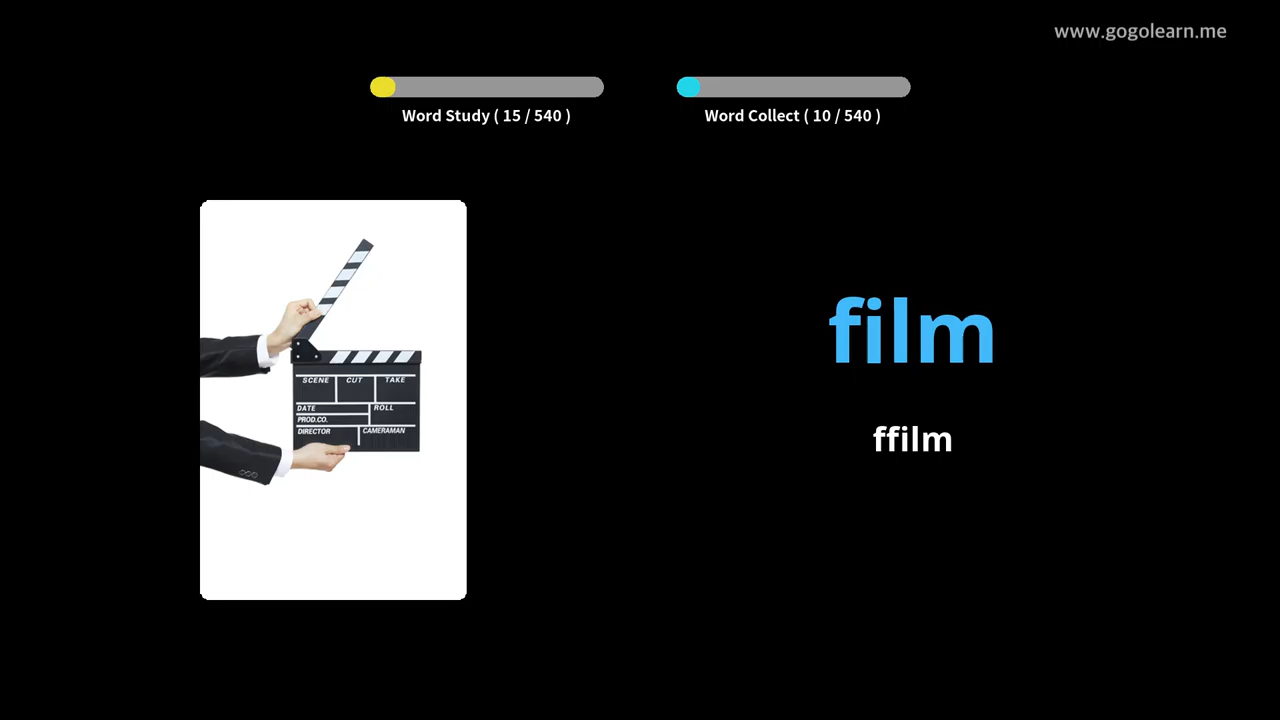 www.gogolearn.me
Word Study ( 15 / 540 )
Word Collect ( 10 / 540 )
SCENE CUT TAKE
DATE ROLL
PROD.CO.
DIRECTOR CAMERAMAN
film
ffilm